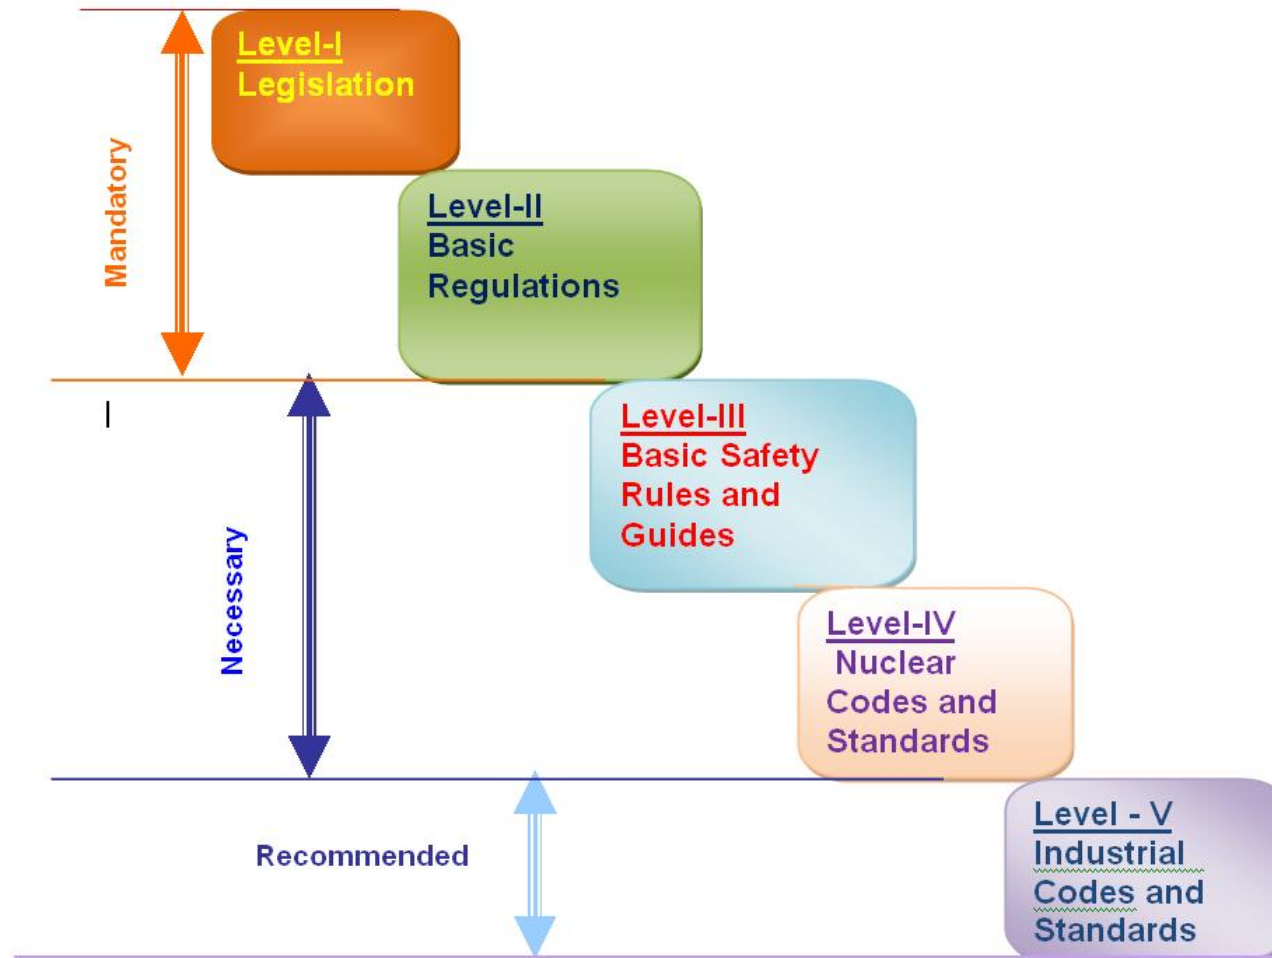 Level-I
Legislation
Mandatory
Level-II
Basic
Regulations
Level-III
Basic Safety
Rules and
Guides
Necessary
Level-IV
Nuclear
Codes and
Standards
Recommended
Level - V
Industrial
Codes and
Standards